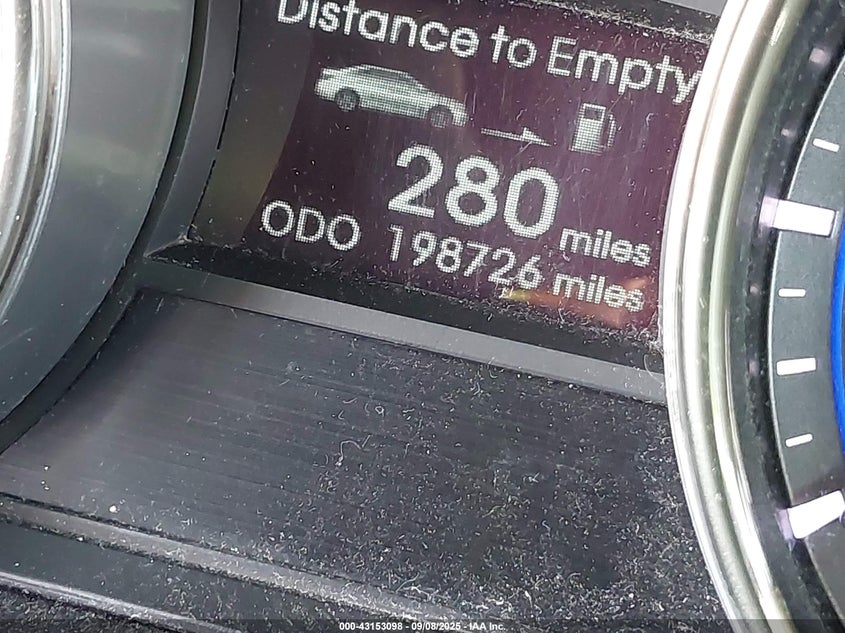 Distance to Empty
280 miles
ODO 198726 miles
000-43153098 - 09/08/2025 - IAA Inc.